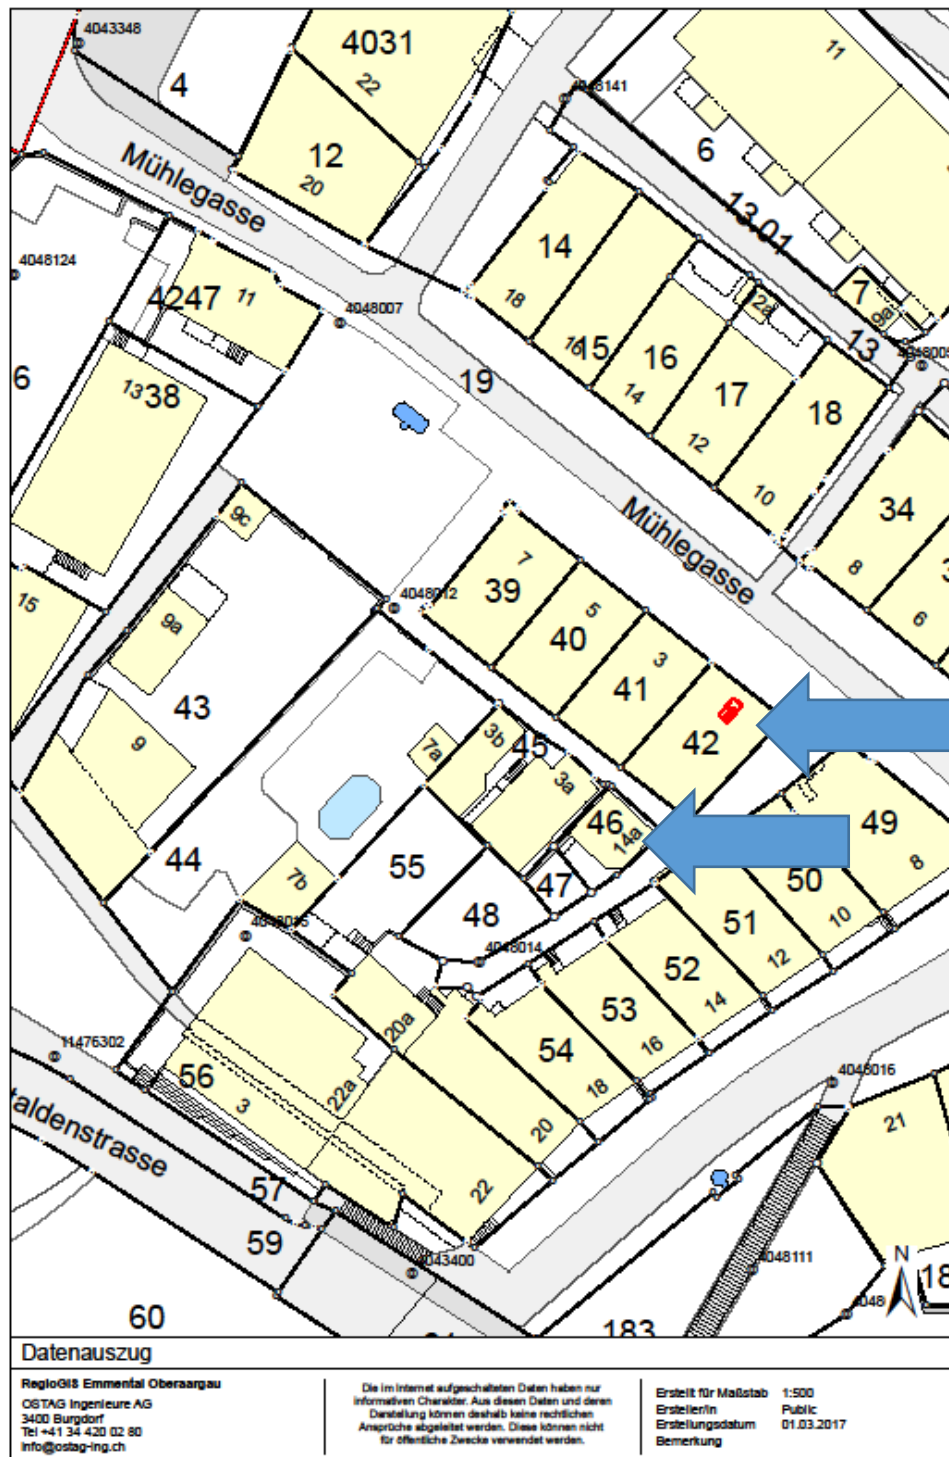 4043348
4031
22
4
4048141
11
6
12
20
Mühlegasse
13.01
14
18
4048124
4247
11
4048007
7
12a
9a
13
16
15
16
14
17
12
18
10
19
6
13
38
Mühlegasse
34
8
6
9c
7
39
5
40
3
41
42
4048012
15
9a
43
9
7a
3b
45
3a
46
14a
49
8
44
7b
55
47
48
50
10
51
12
52
14
53
16
54
18
4048014
20a
20
22
22a
56
3
11476302
taldenstrasse
57
59
60
4043400
4048016
21
4048111
N
18
183
Datenauszug
RegioGIS Emmental Oberaargau
OSTAG Ingenieure AG
3400 Burgdorf
Tel +41 34 420 02 80
info@ostag-ing.ch
Die im Internet aufgeschalteten Daten haben nur
informativen Charakter. Aus diesen Daten und deren
Darstellung können deshalb keine rechtlichen
Ansprüche abgeleitet werden. Diese können nicht
für öffentliche Zwecke verwendet werden.
Erstellt für Maßstab 1:500
Ersteller/in Public
Erstellungsdatum 01.03.2017
Bemerkung